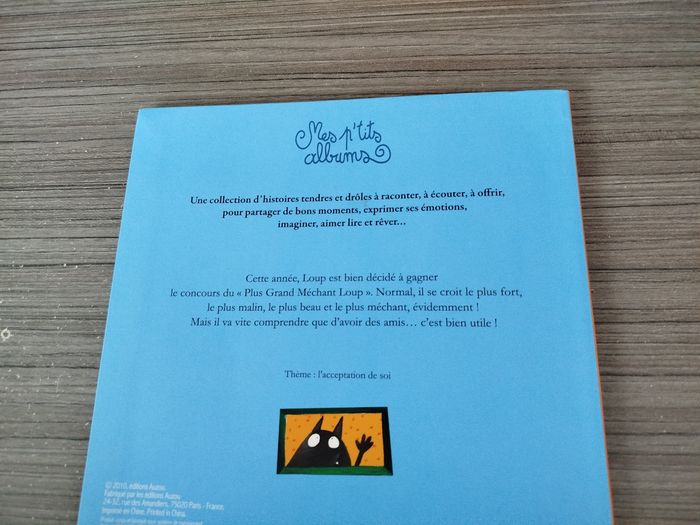 Mes p'tits
albums
Une collection d'histoires tendres et drôles à raconter, à écouter, à offrir,
pour partager de bons moments, exprimer ses émotions,
imaginer, aimer lire et rêver...
Cette année, Loup est bien décidé à gagner
le concours du « Plus Grand Méchant Loup ». Normal, il se croit le plus fort,
le plus malin, le plus beau et le plus méchant, évidemment !
Mais il va vite comprendre que d'avoir des amis... c'est bien utile !
Thème : l'acceptation de soi
© 2010, éditions Auzou.
Fabriqué par les éditions Auzou
24-32, rue des Amandiers, 75020 Paris - France.
Imprimé en Chine. Printed in China.